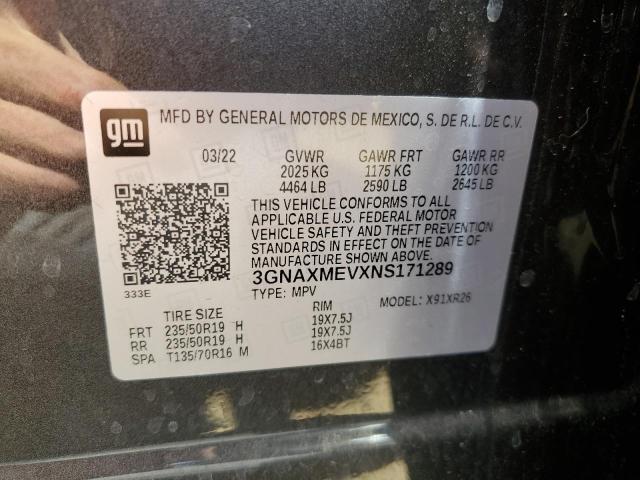 gm
MFD BY GENERAL MOTORS DE MEXICO, S. DE R.L. DE C.V.
03/22 GVWR GAWR FRT GAWR RR
2025 KG 1175 KG 1200 KG
4464 LB 2590 LB 2645 LB
THIS VEHICLE CONFORMS TO ALL
APPLICABLE U.S. FEDERAL MOTOR
VEHICLE SAFETY AND THEFT PREVENTION
STANDARDS IN EFFECT ON THE DATE OF
MANUFACTURE SHOWN ABOVE.
3GNAXMEVXNS171289
333E
TYPE: MPV MODEL: X91XR26
TIRE SIZE RIM
FRT 235/50R19 H 19X7.5J
RR 235/50R19 H 19X7.5J
SPA T135/70R16 M 16X4BT